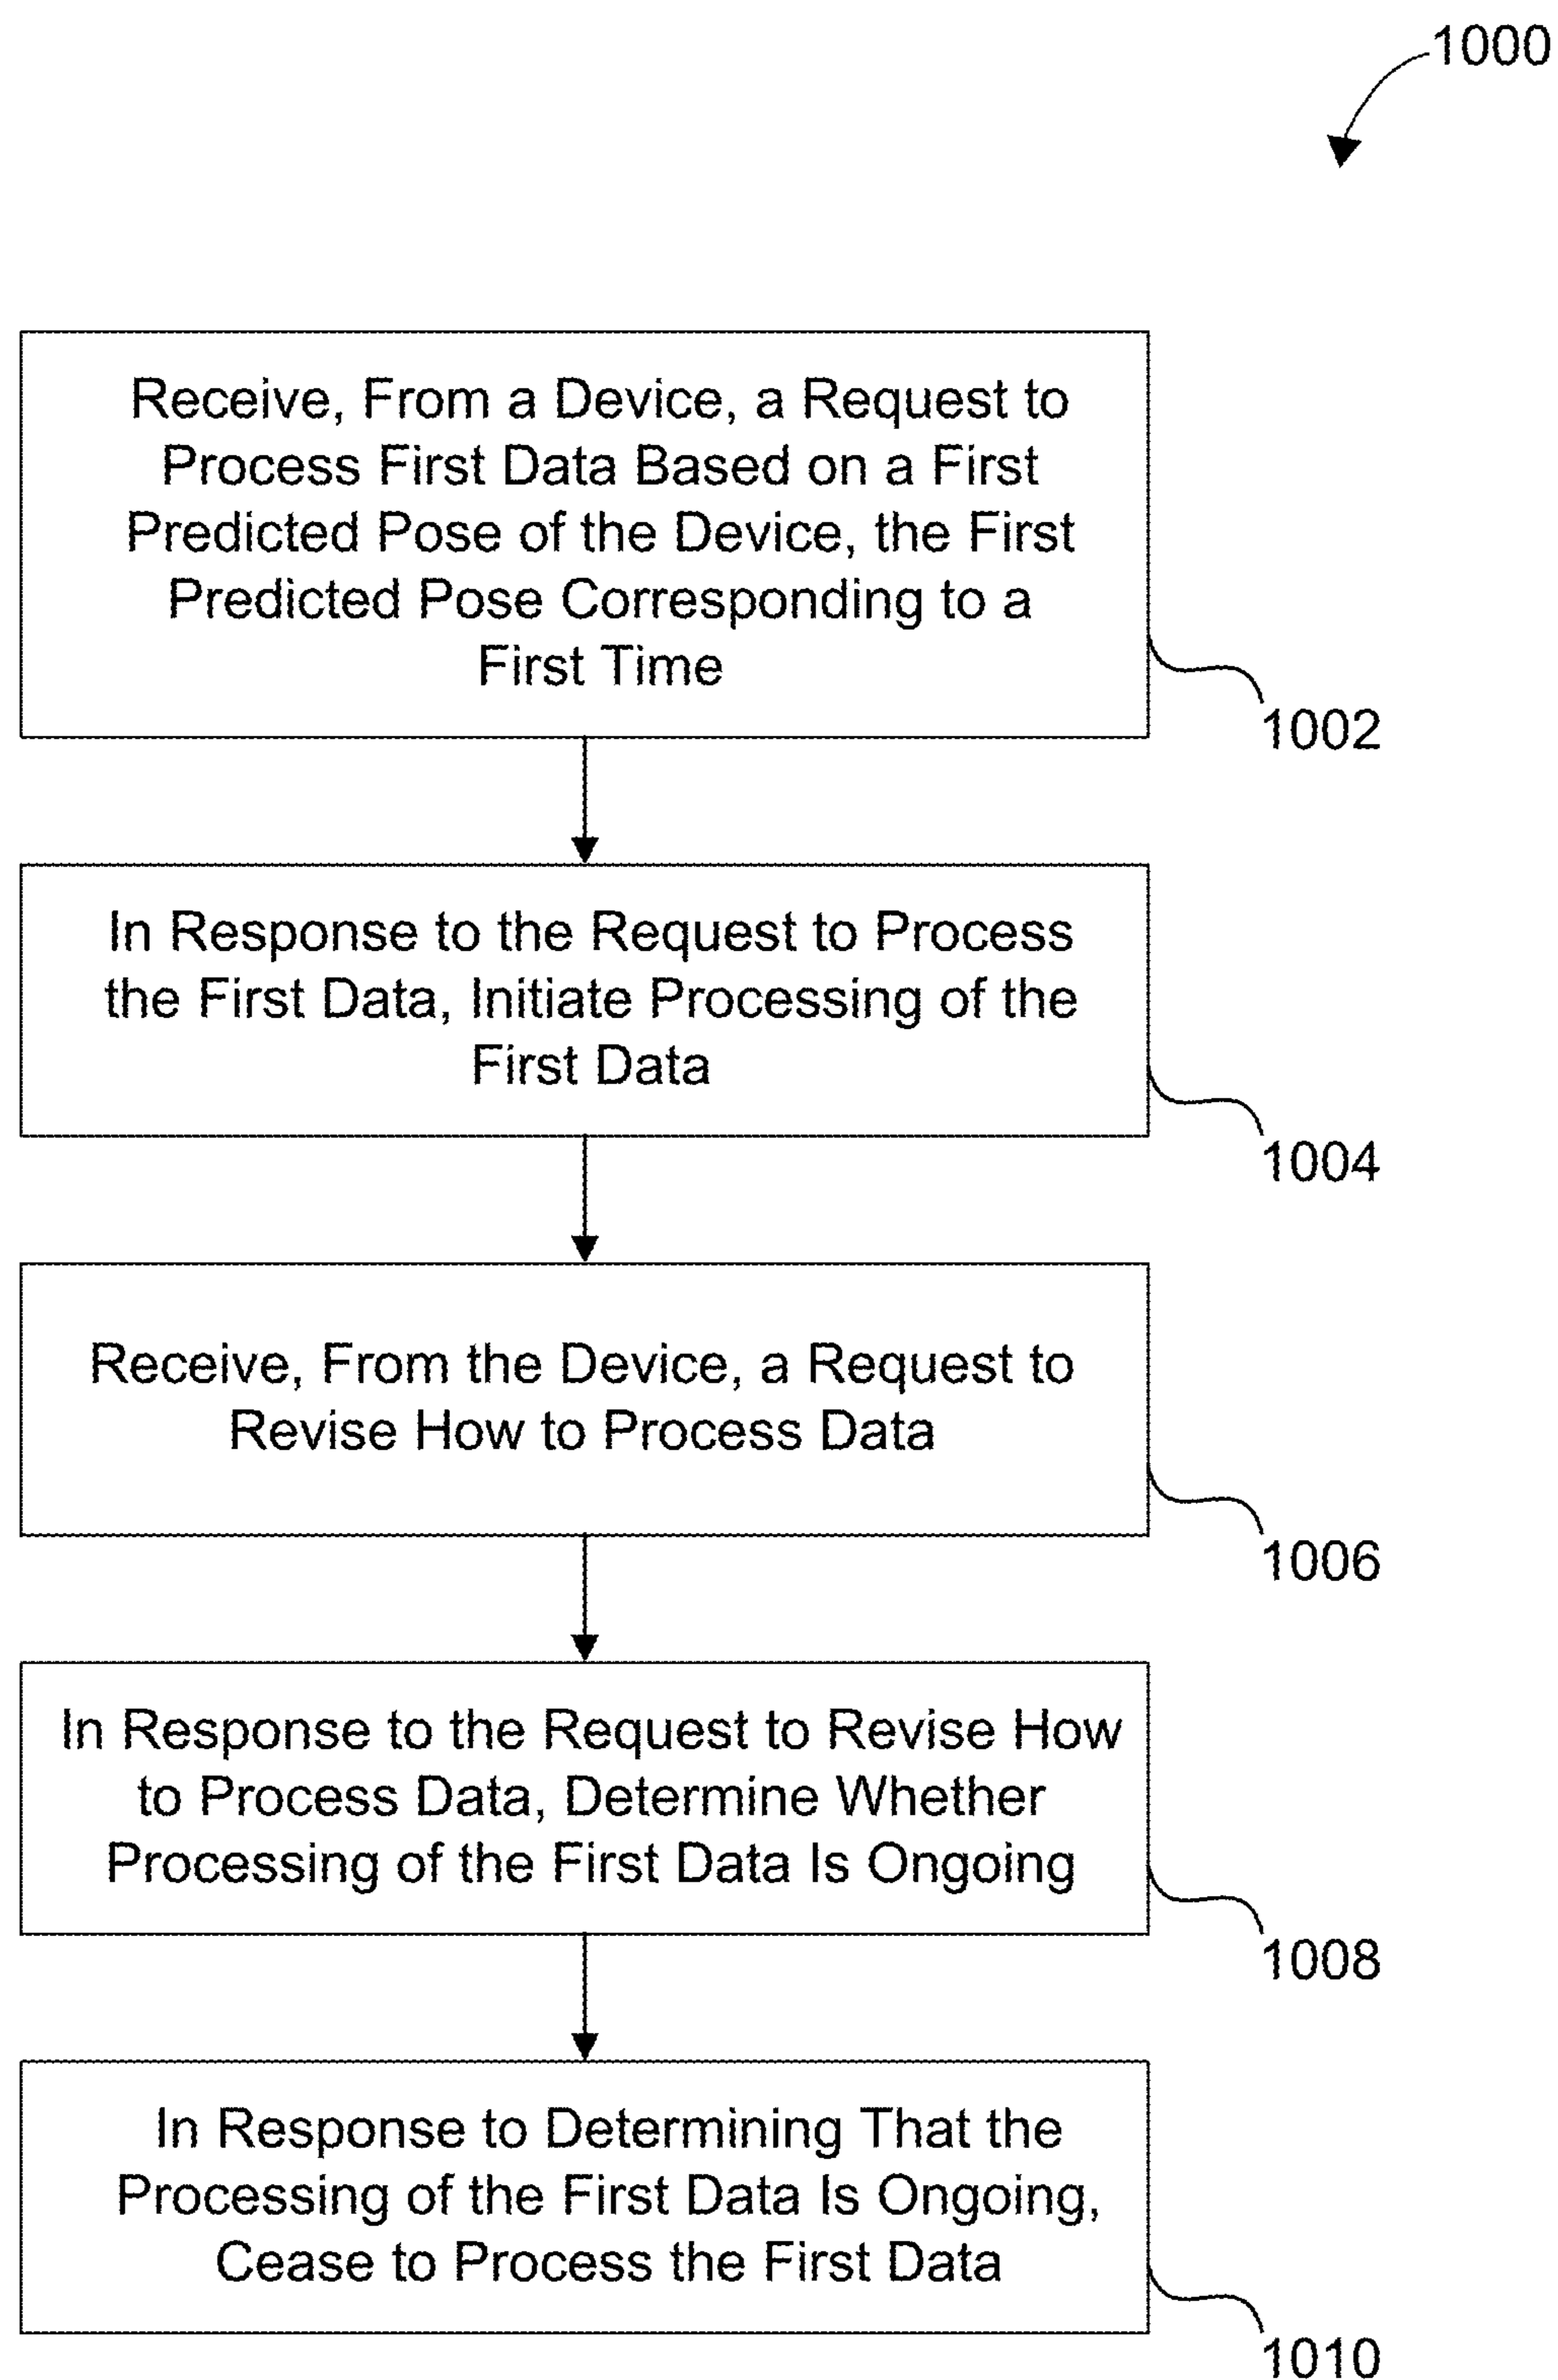 1000
Receive, From a Device, a Request to
Process First Data Based on a First
Predicted Pose of the Device, the First
Predicted Pose Corresponding to a
First Time
1002
In Response to the Request to Process
the First Data, Initiate Processing of the
First Data
1004
Receive, From the Device, a Request to
Revise How to Process Data
1006
In Response to the Request to Revise How
to Process Data, Determine Whether
Processing of the First Data Is Ongoing
1008
In Response to Determining That the
Processing of the First Data Is Ongoing,
Cease to Process the First Data
1010